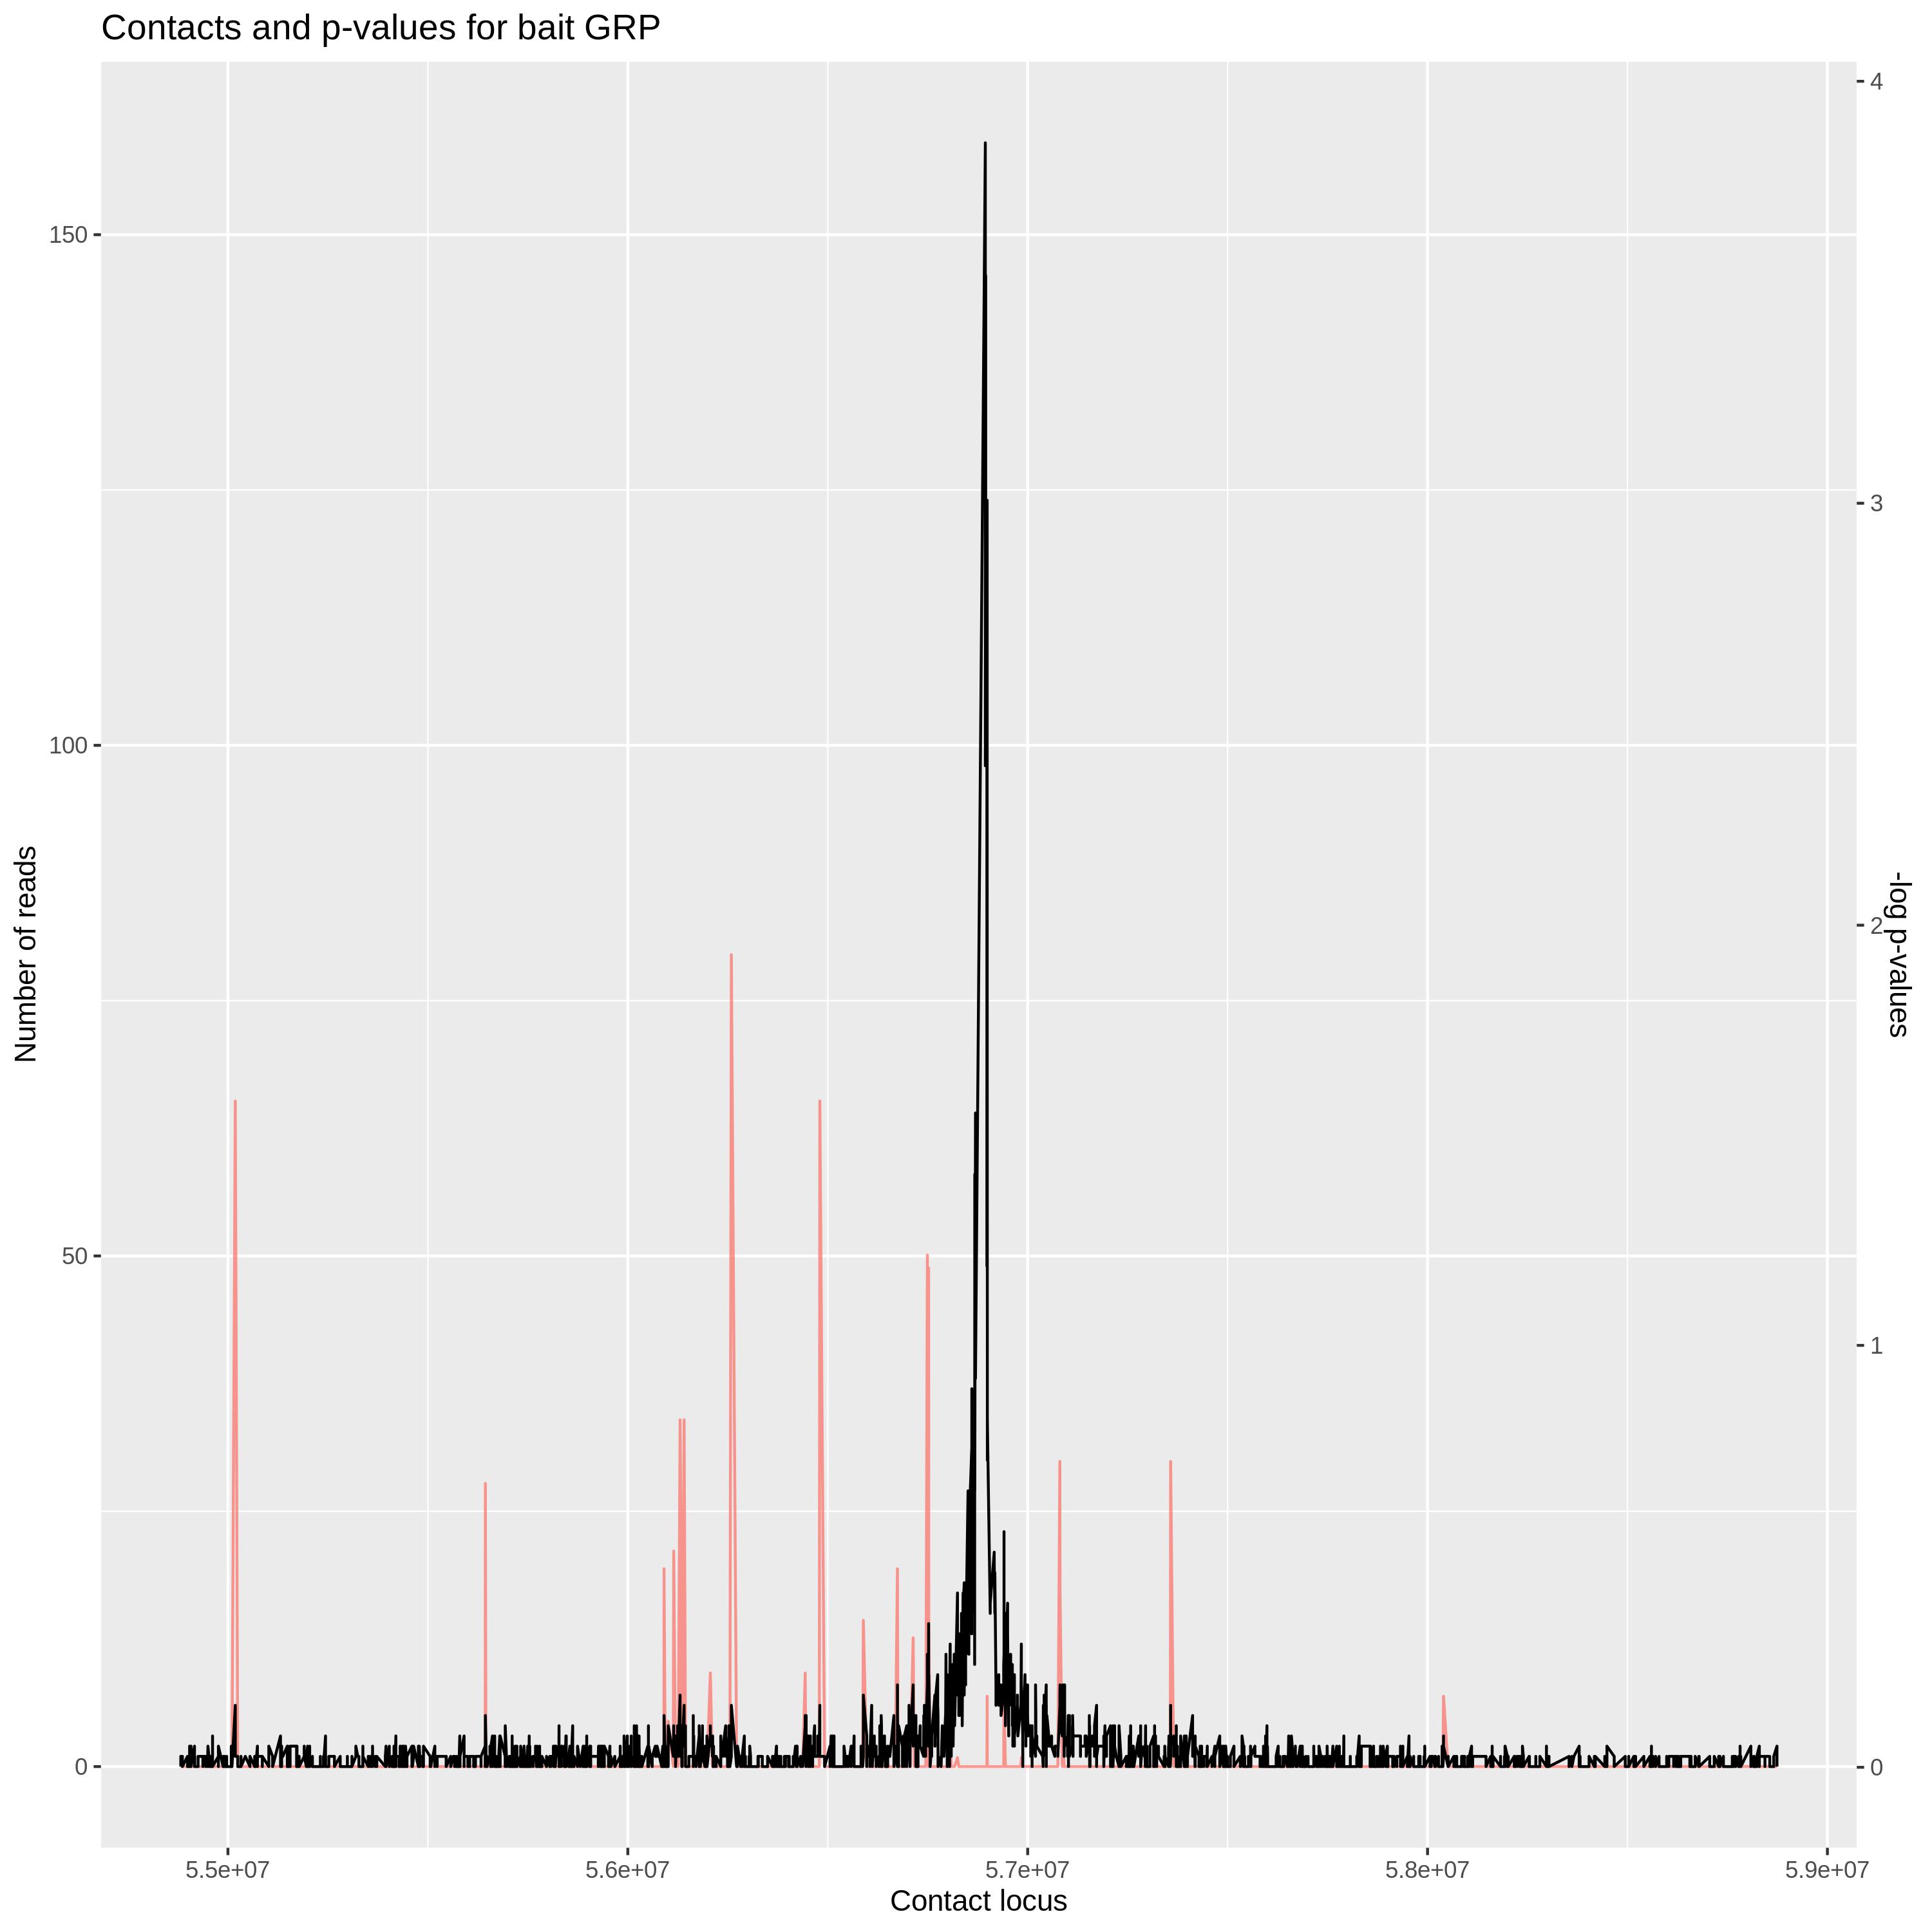 Contacts and p-values for bait GRP
150
100
50
0
4
3
2
1
0
Number of reads
-log p-values
5.5e+07
5.6e+07
5.7e+07
5.8e+07
5.9e+07
Contact locus